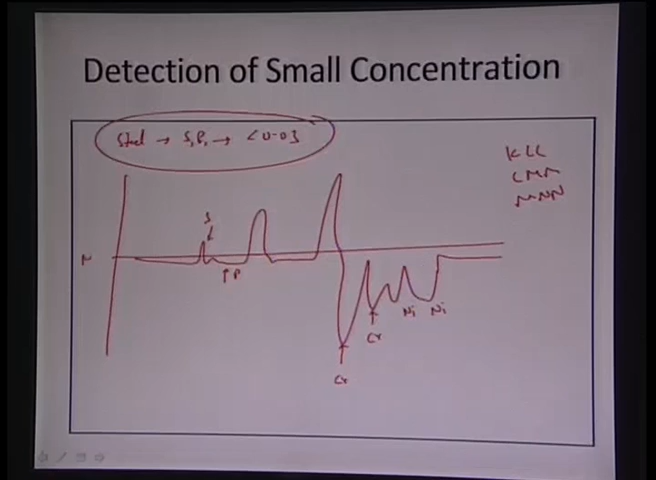 Detection of Small Concentration
Steel → S, P, → < 0.03
KLL
LMM
MNN
S
N
↑ P
Ni Ni
Cr
Cr